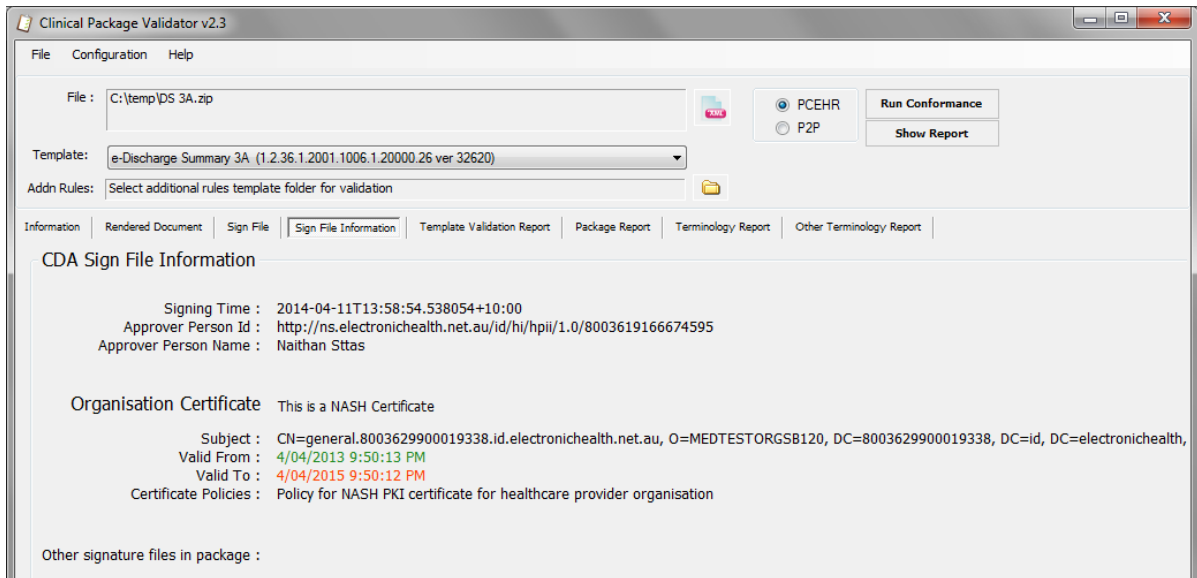 Clinical Package Validator v2.3
File Configuration Help
File : C:\temp\DS 3A.zip
XML
PCEHR
P2P
Run Conformance
Show Report
Template: e-Discharge Summary 3A (1.2.36.1.2001.1006.1.20000.26 ver 32620)
Addn Rules: Select additional rules template folder for validation
Information Rendered Document Sign File Sign File Information Template Validation Report Package Report Terminology Report Other Terminology Report
CDA Sign File Information
Signing Time : 2014-04-11T13:58:54.538054+10:00
Approver Person Id : http://ns.electronichealth.net.au/id/hi/hpii/1.0/8003619166674595
Approver Person Name : Naithan Sttas
Organisation Certificate This is a NASH Certificate
Subject : CN=general.8003629900019338.id.electronichealth.net.au, O=MEDTESTORGSB120, DC=8003629900019338, DC=id, DC=electronichealth,
Valid From : 4/04/2013 9:50:13 PM
Valid To : 4/04/2015 9:50:12 PM
Certificate Policies : Policy for NASH PKI certificate for healthcare provider organisation
Other signature files in package :